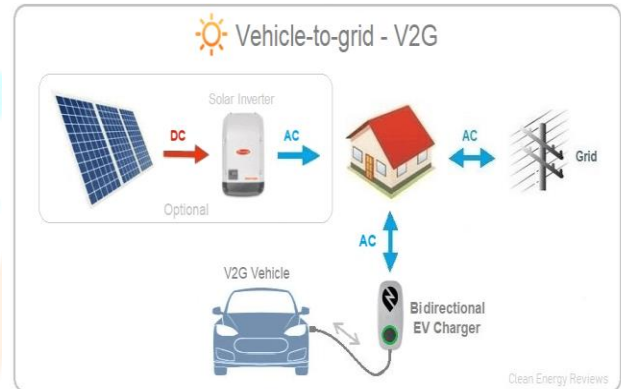 Vehicle-to-grid - V2G
Solar Inverter
DC
AC
AC
Grid
Optional
AC
V2G Vehicle
Bidirectional
EV Charger
Clean Energy Reviews